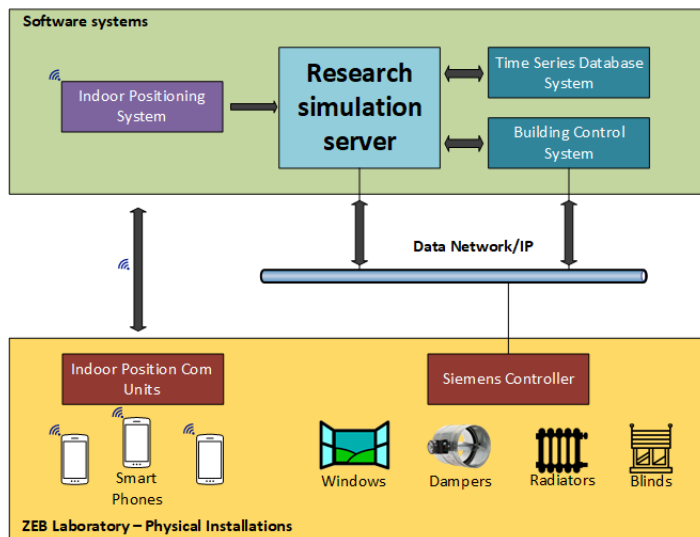 Software systems
Indoor Positioning
System
Research
simulation
server
Time Series Database
System
Building Control
System
Data Network/IP
Indoor Position Com
Units
Siemens Controller
Smart
Phones
Windows
Dampers
Radiators
Blinds
ZEB Laboratory – Physical Installations